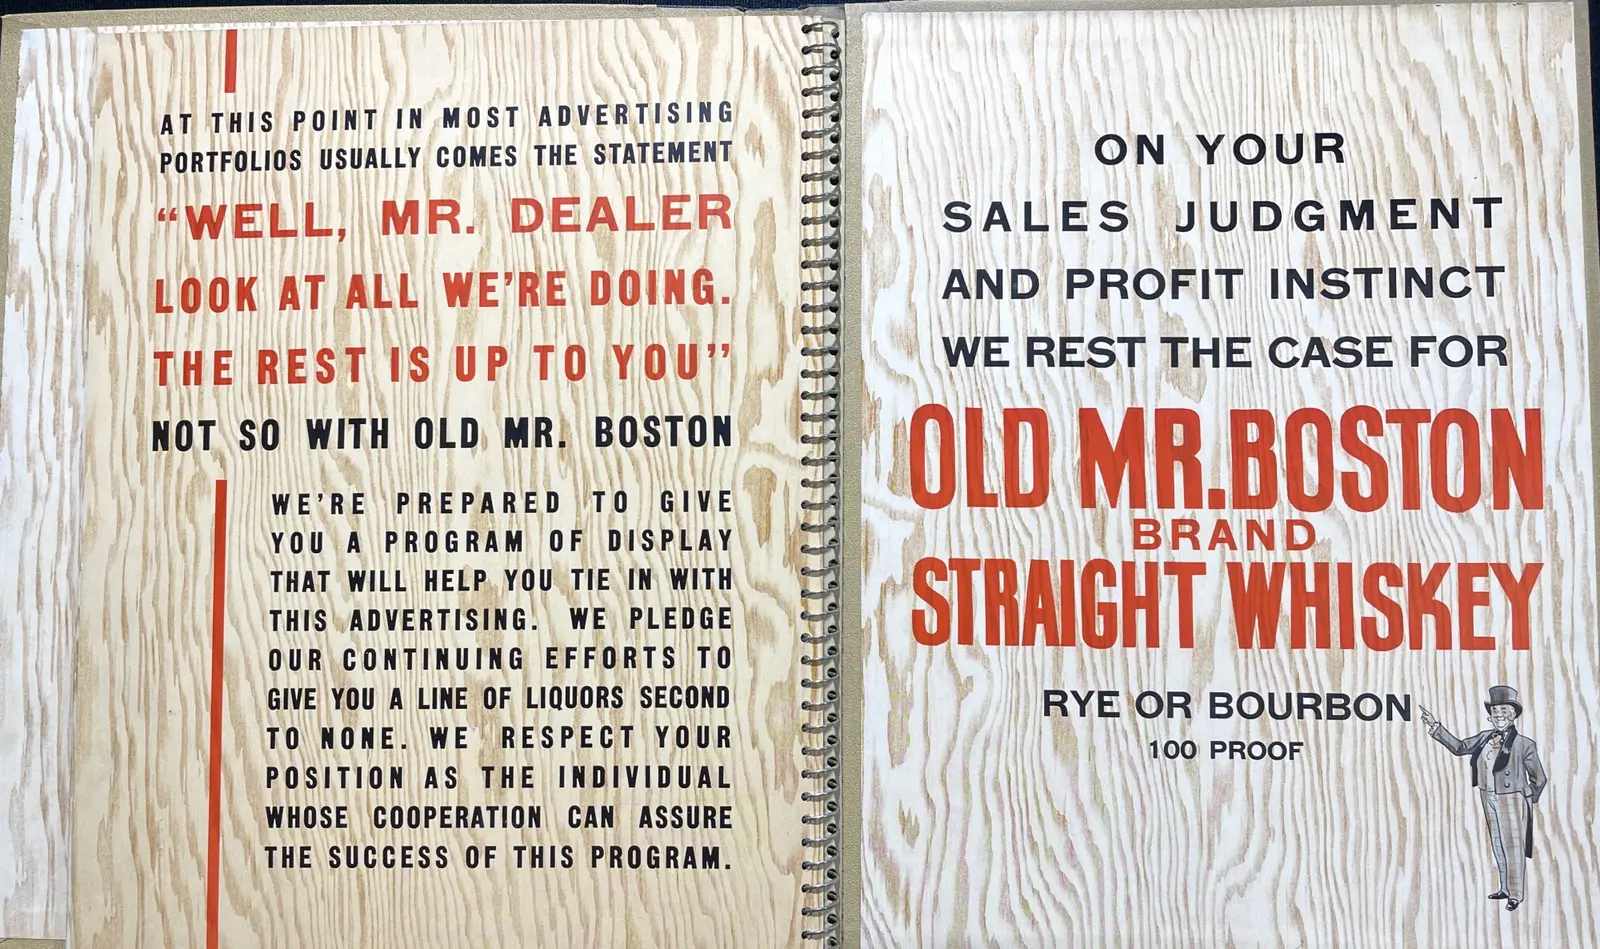 AT THIS POINT IN MOST ADVERTISING
PORTFOLIOS USUALLY COMES THE STATEMENT
“WELL, MR. DEALER
LOOK AT ALL WE’RE DOING.
THE REST IS UP TO YOU”
NOT SO WITH OLD MR. BOSTON
WE’RE PREPARED TO GIVE
YOU A PROGRAM OF DISPLAY
THAT WILL HELP YOU TIE IN WITH
THIS ADVERTISING. WE PLEDGE
OUR CONTINUING EFFORTS TO
GIVE YOU A LINE OF LIQUORS SECOND
TO NONE. WE RESPECT YOUR
POSITION AS THE INDIVIDUAL
WHOSE COOPERATION CAN ASSURE
THE SUCCESS OF THIS PROGRAM.
ON YOUR
SALES JUDGMENT
AND PROFIT INSTINCT
WE REST THE CASE FOR
OLD MR. BOSTON
BRAND
STRAIGHT WHISKEY
RYE OR BOURBON
100 PROOF